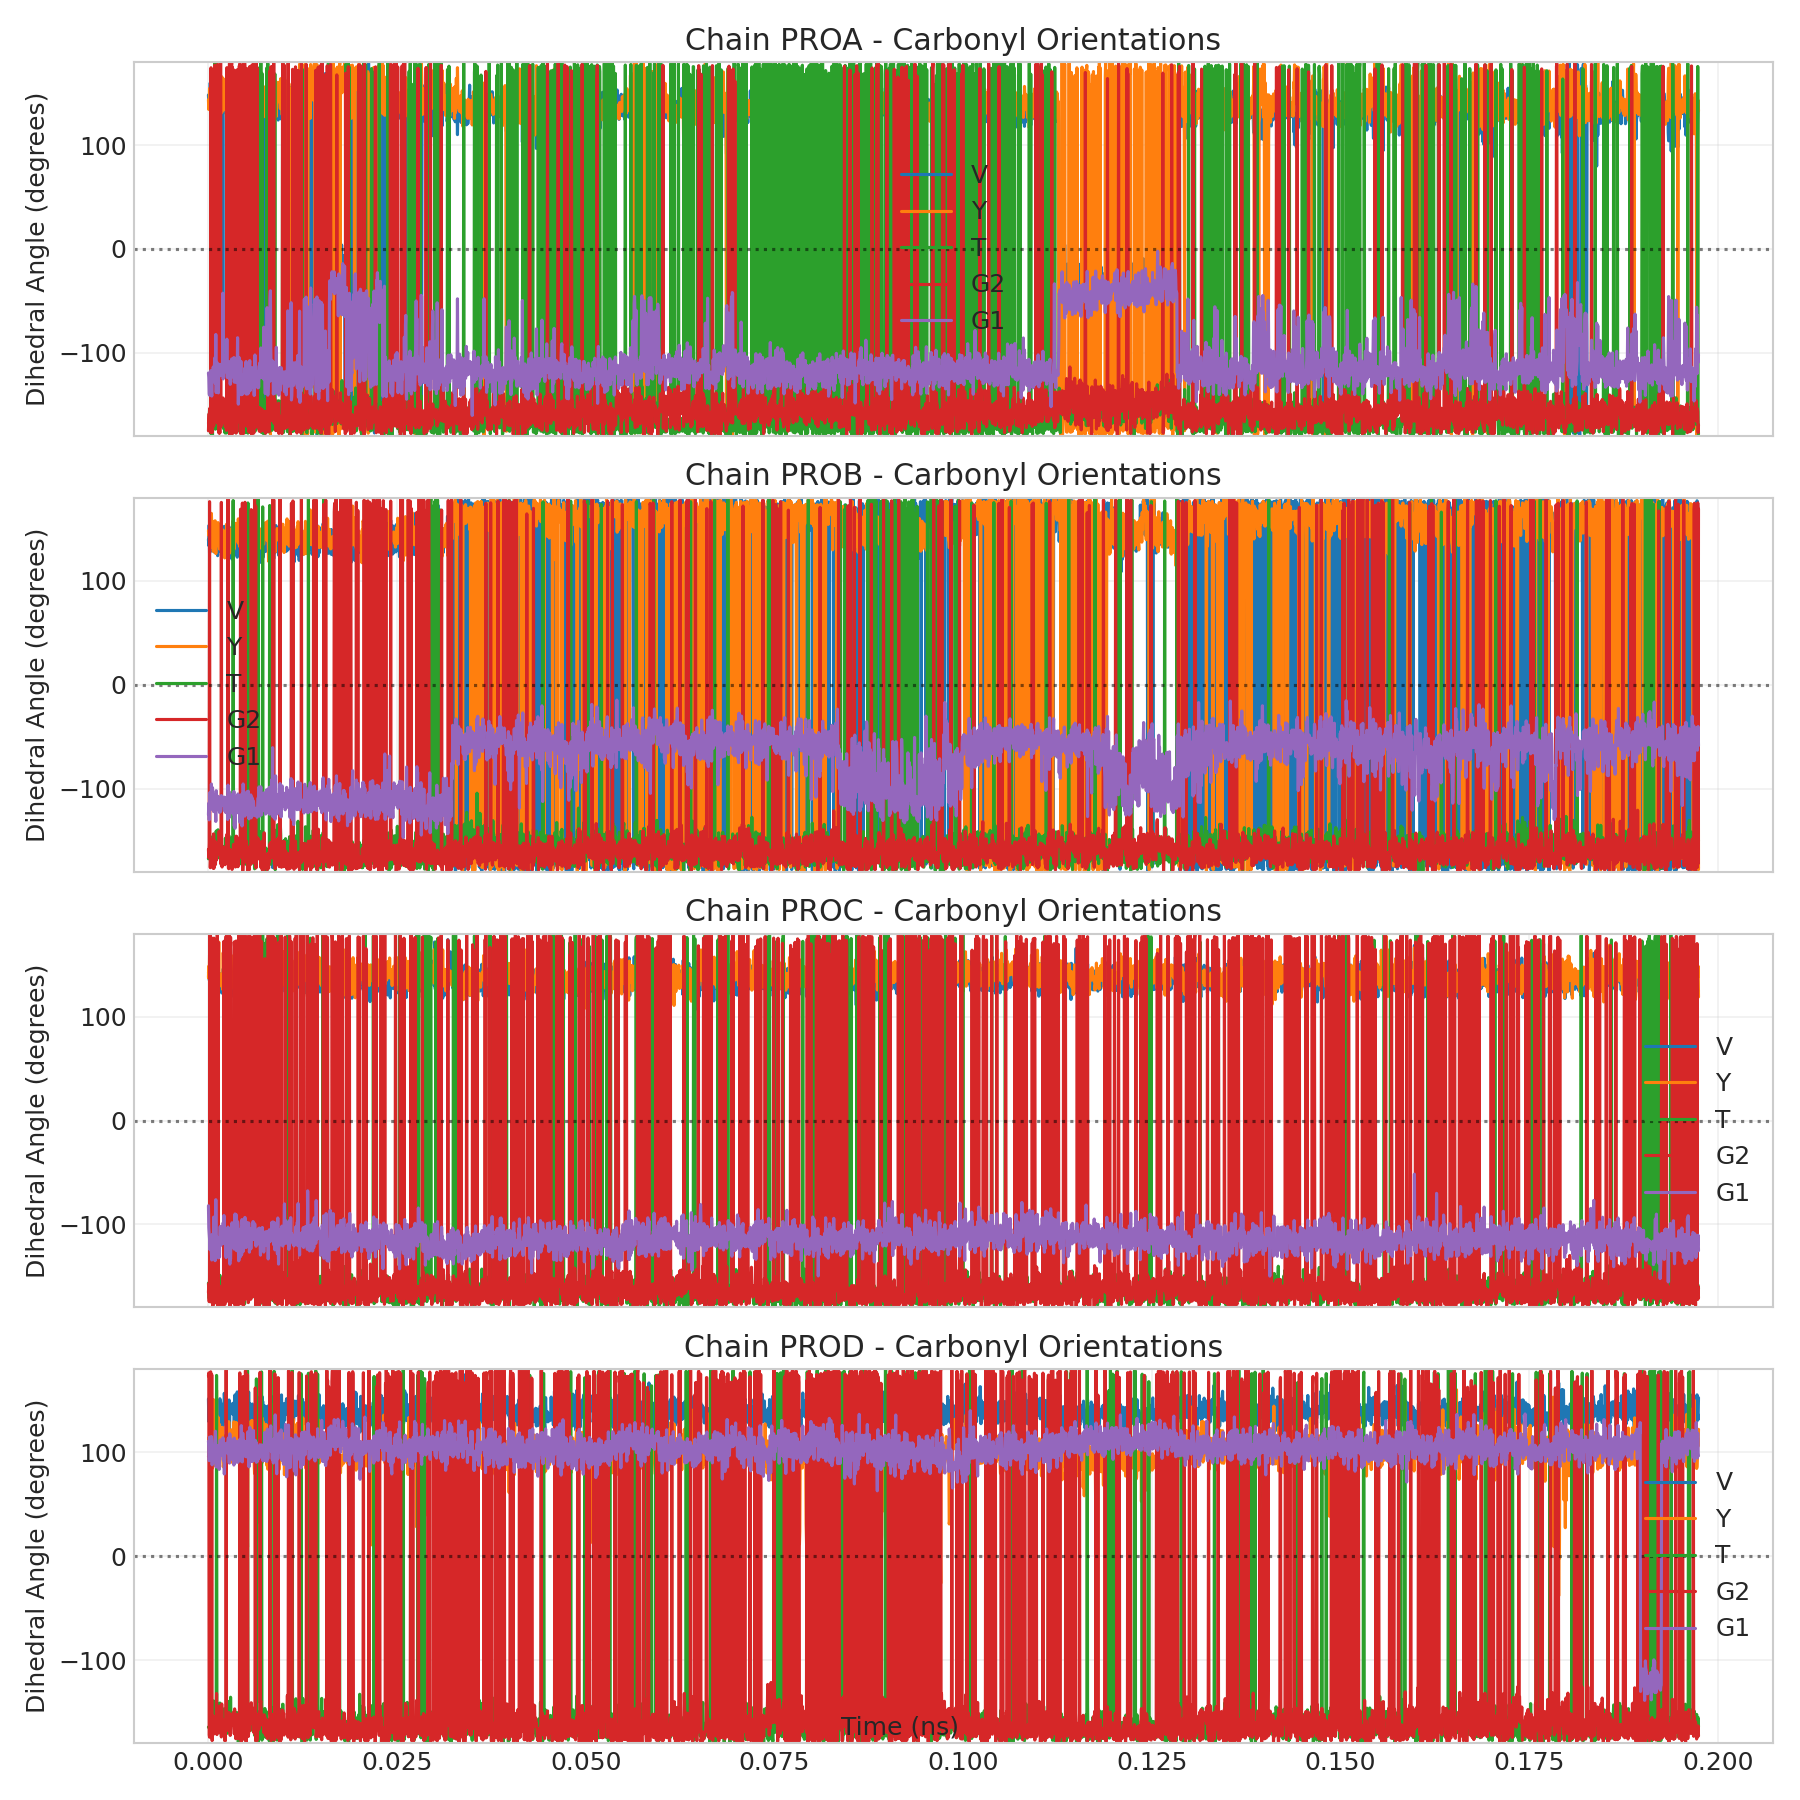 Chain PROA - Carbonyl Orientations
Dihedral Angle (degrees)
100
0
−100
V
Y
T
G2
G1
Chain PROB - Carbonyl Orientations
Dihedral Angle (degrees)
100
0
−100
V
Y
T
G2
G1
Chain PROC - Carbonyl Orientations
Dihedral Angle (degrees)
100
0
−100
V
Y
T
G2
G1
Chain PROD - Carbonyl Orientations
Dihedral Angle (degrees)
100
0
−100
V
Y
T
G2
G1
Time (ns)
0.000 0.025 0.050 0.075 0.100 0.125 0.150 0.175 0.200